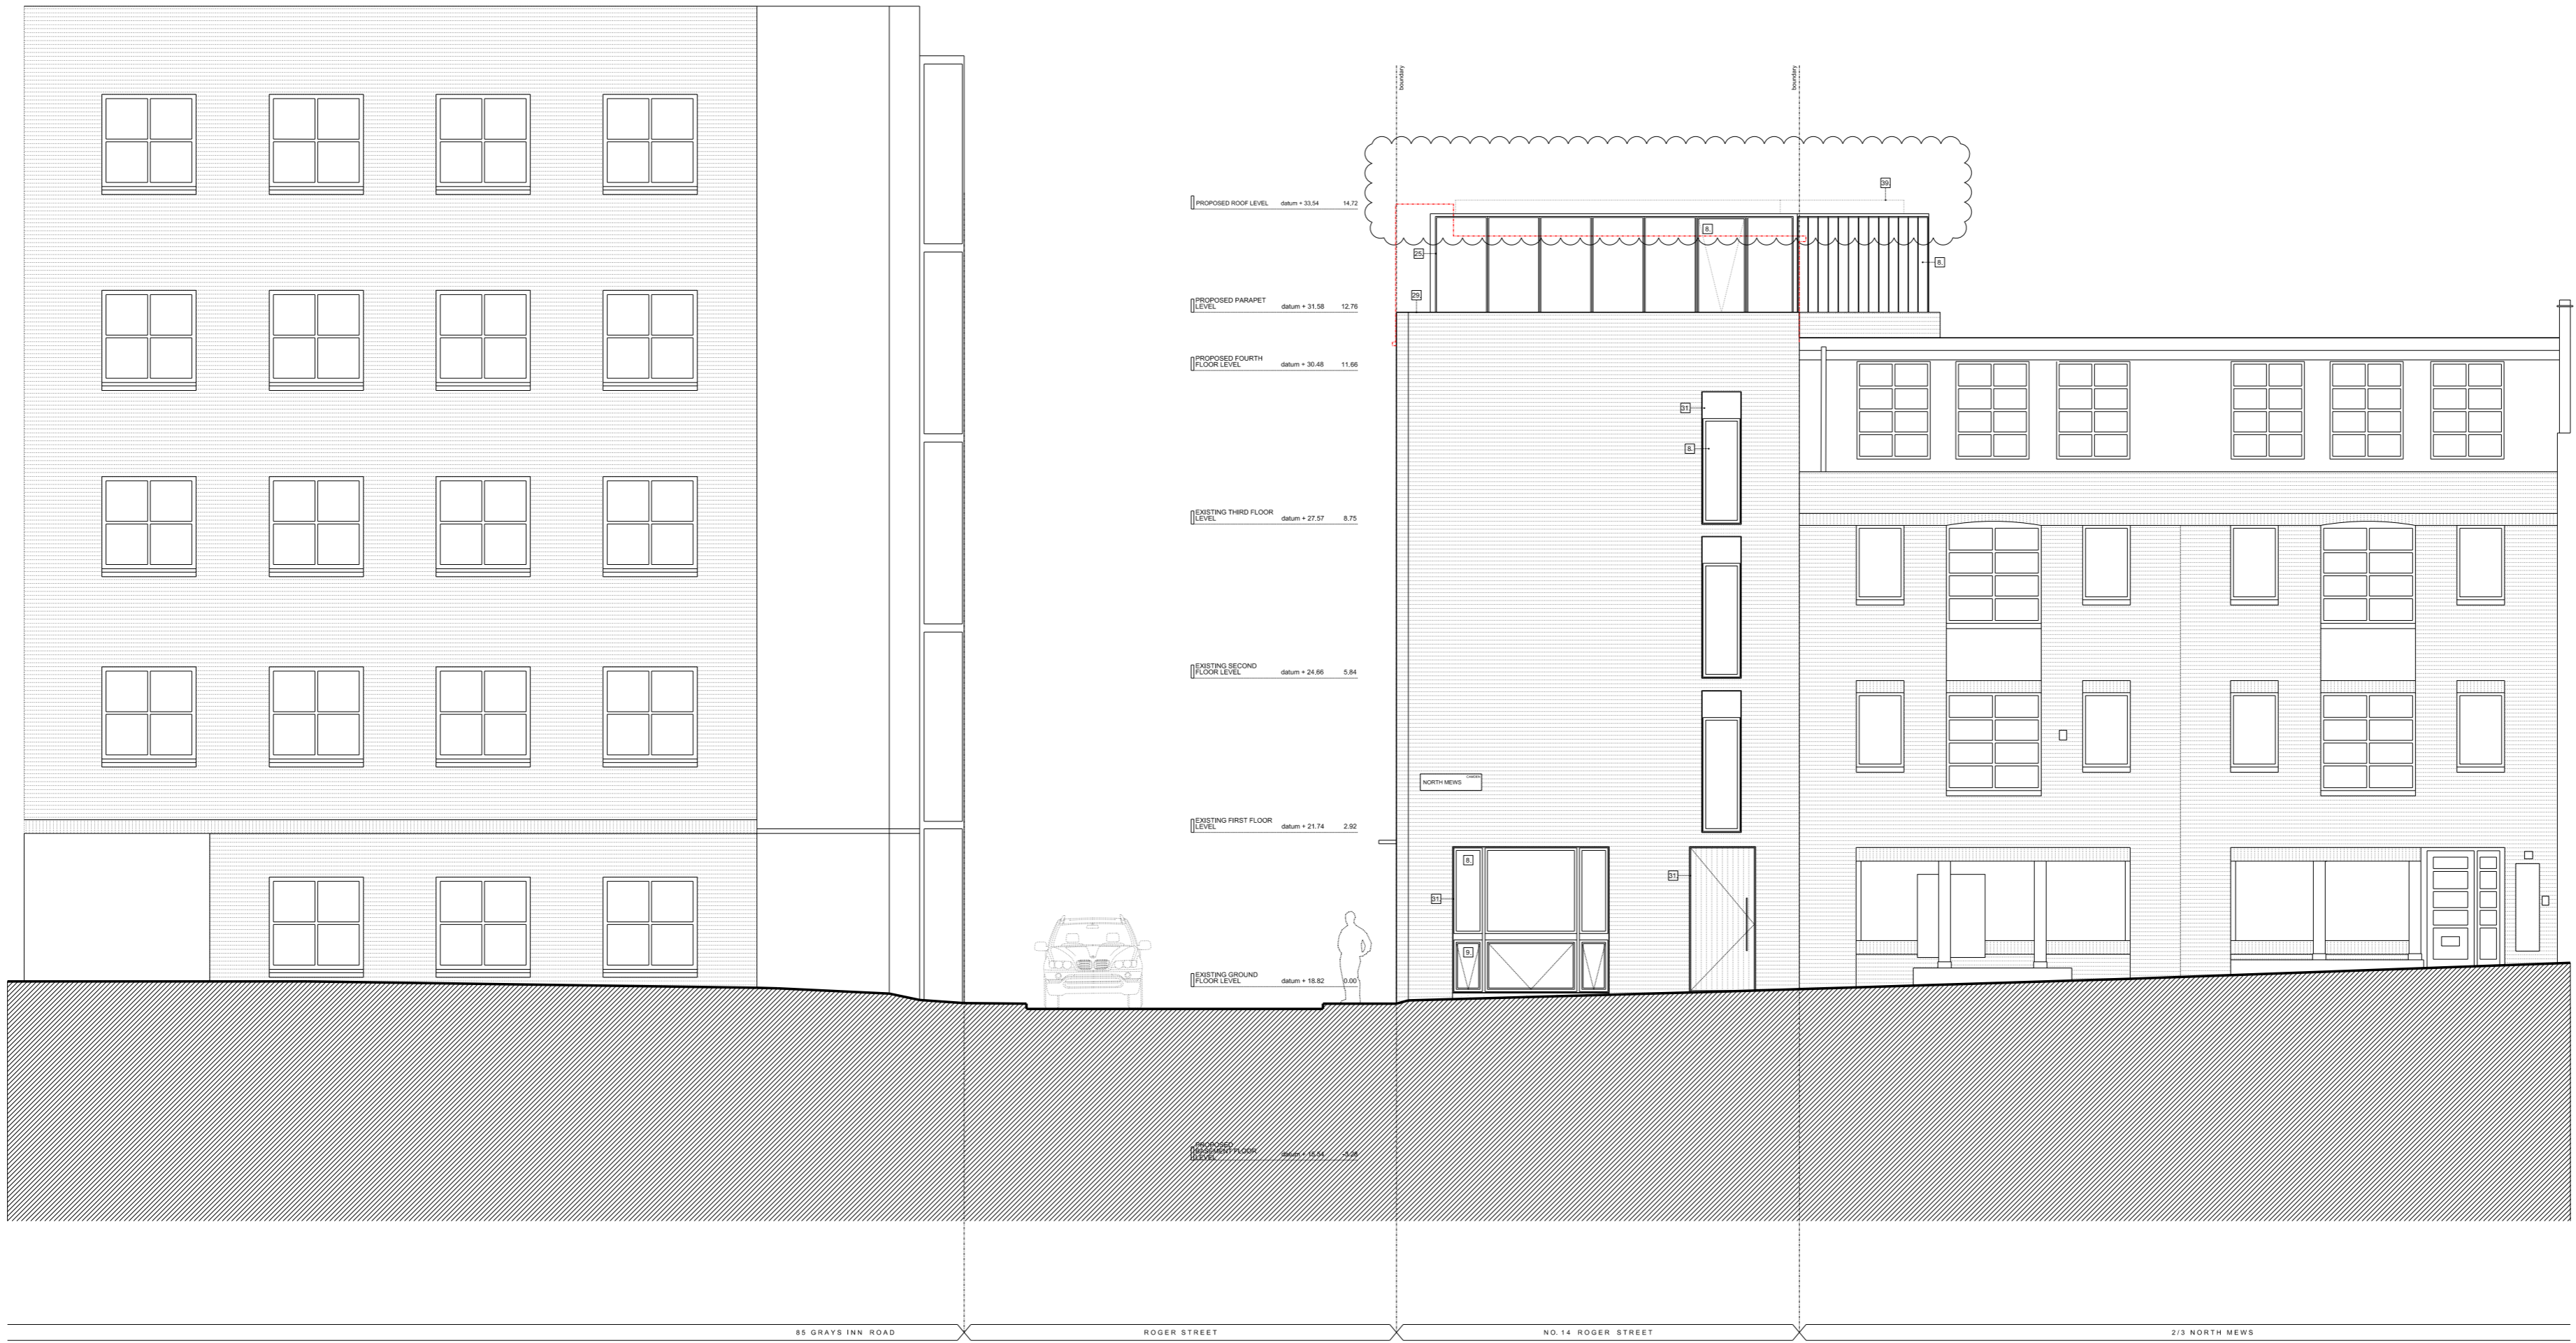 boundary
boundary
39.
PROPOSED ROOF LEVEL datum + 33,54 14,72
8.
25.
8.
29.
PROPOSED PARAPET
LEVEL datum + 31.58 12.76
PROPOSED FOURTH
FLOOR LEVEL datum + 30.48 11.66
31.
8.
EXISTING THIRD FLOOR
LEVEL datum + 27.57 8.75
EXISTING SECOND
FLOOR LEVEL datum + 24,66 5,84
CAMDEN
NORTH MEWS
EXISTING FIRST FLOOR
LEVEL datum + 21.74 2.92
8.
31.
31.
9.
EXISTING GROUND
FLOOR LEVEL datum + 18.82 0.00
PROPOSED
BASEMENT FLOOR
LEVEL datum + 15.54 -3.28
85 GRAYS INN ROAD
ROGER STREET
NO. 14 ROGER STREET
2/3 NORTH MEWS